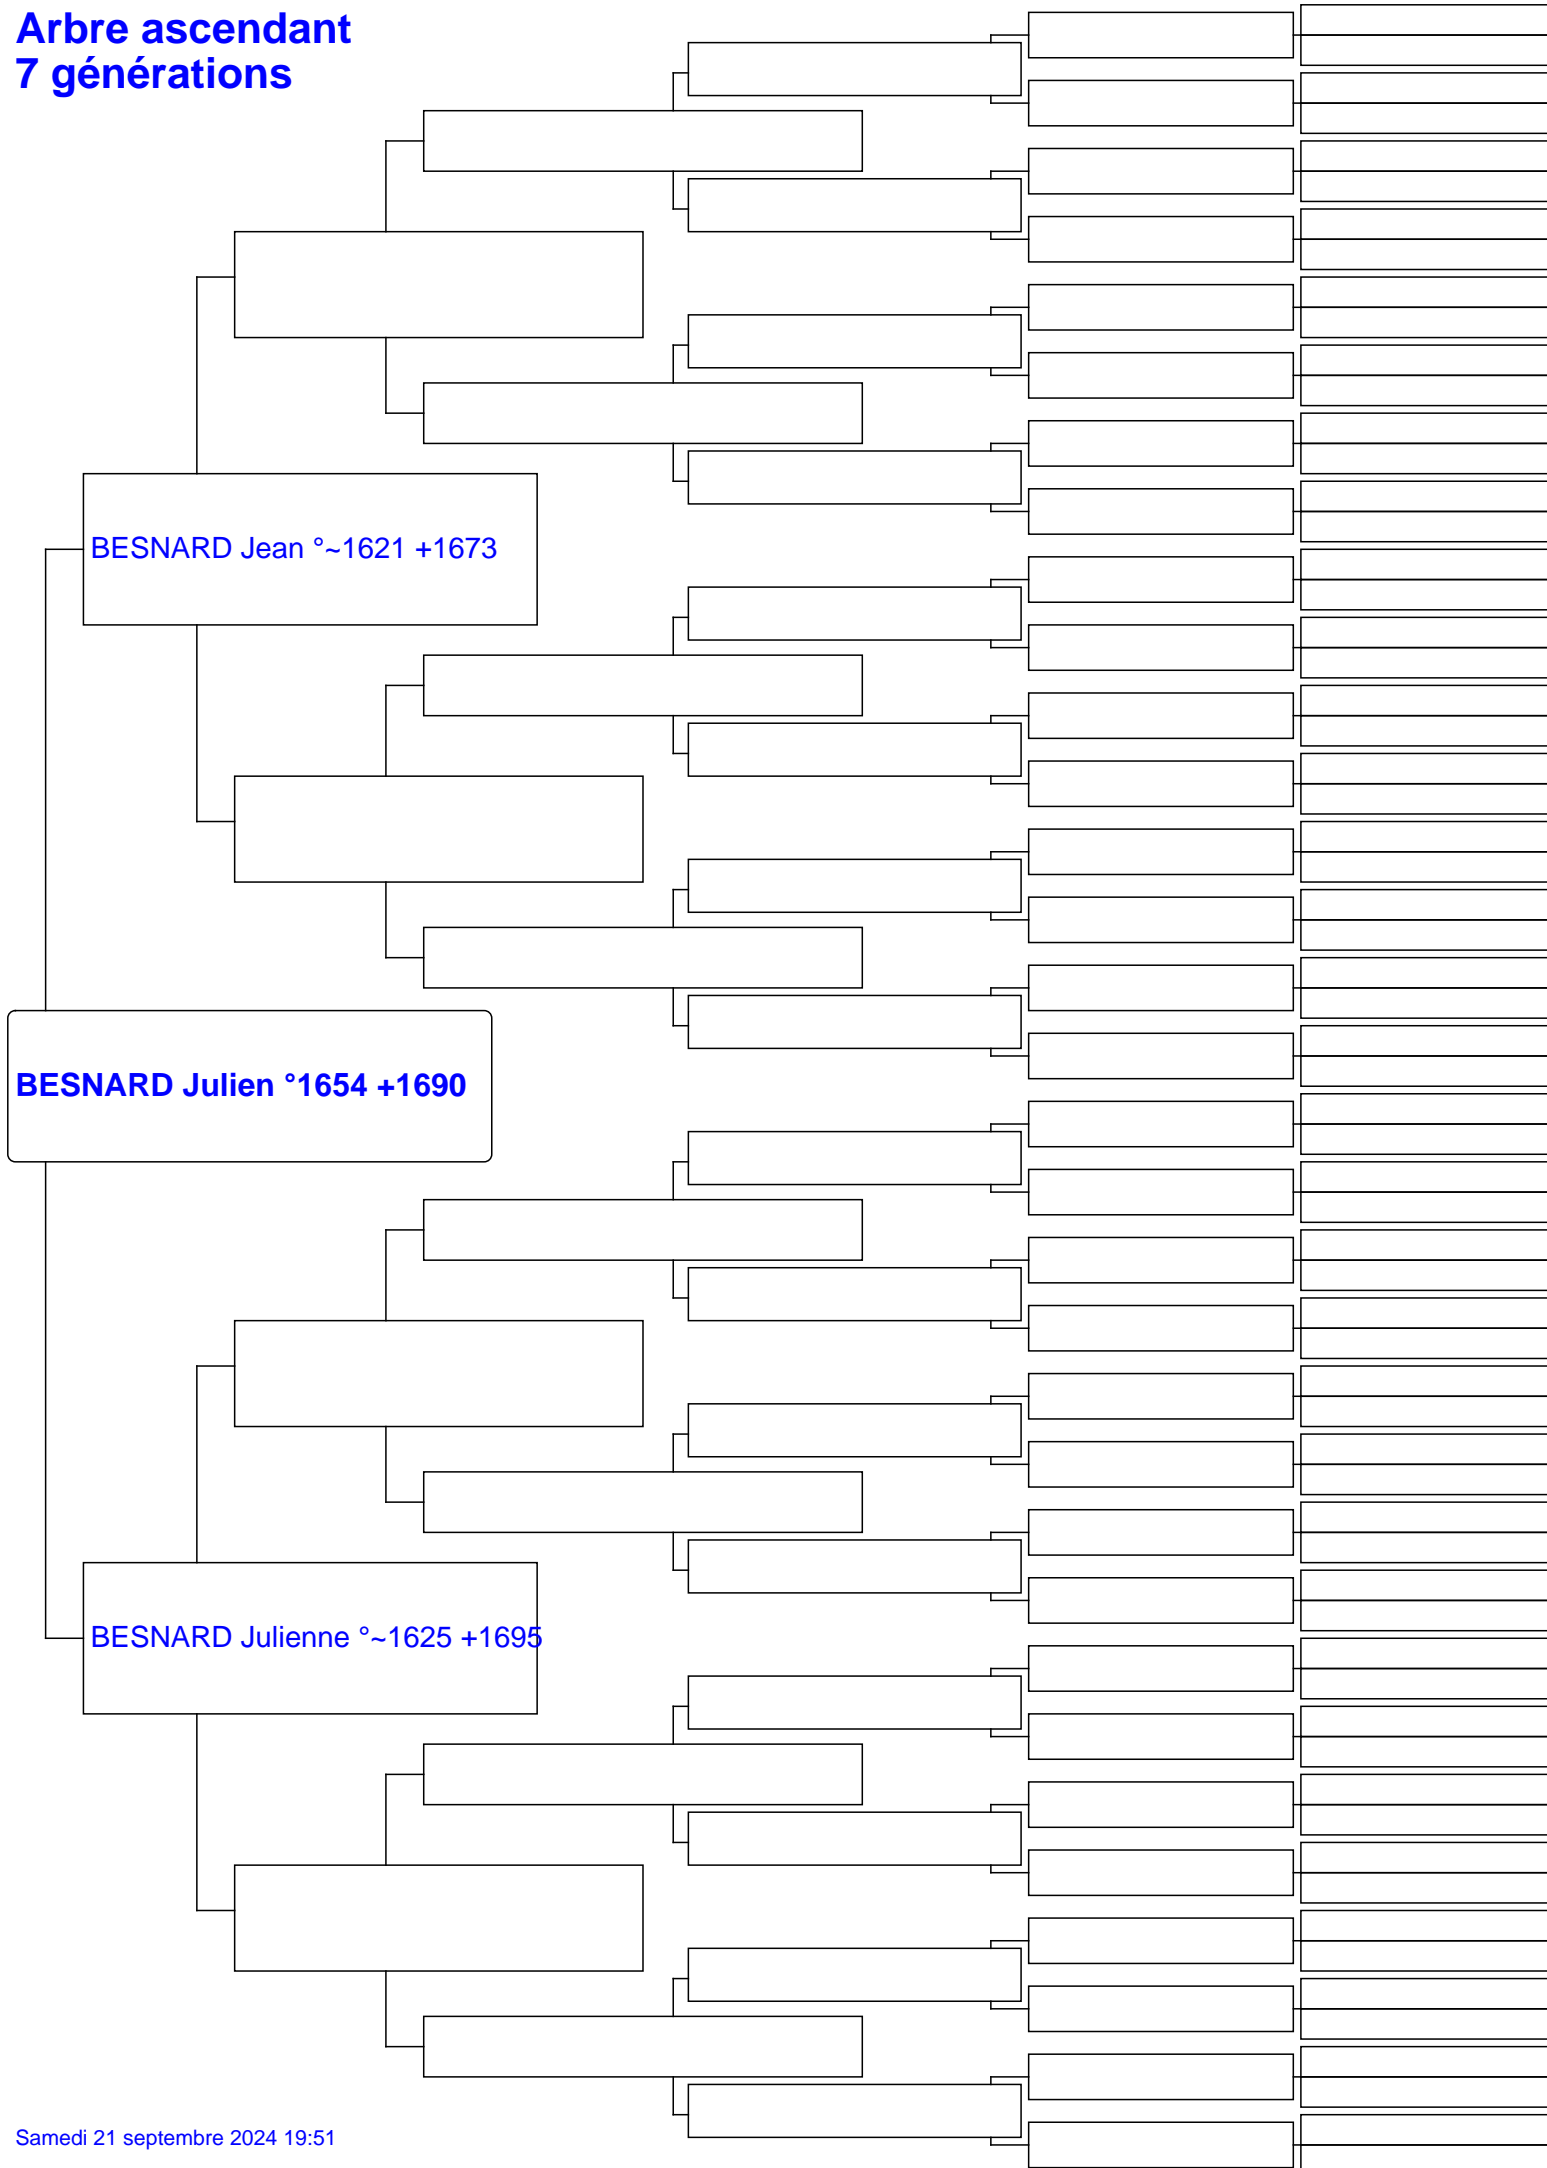 Arbre ascendant
7 générations
BESNARD Jean °~1621 +1673
BESNARD Julien °1654 +1690
BESNARD Julienne °~1625 +1695
Samedi 21 septembre 2024 19:51